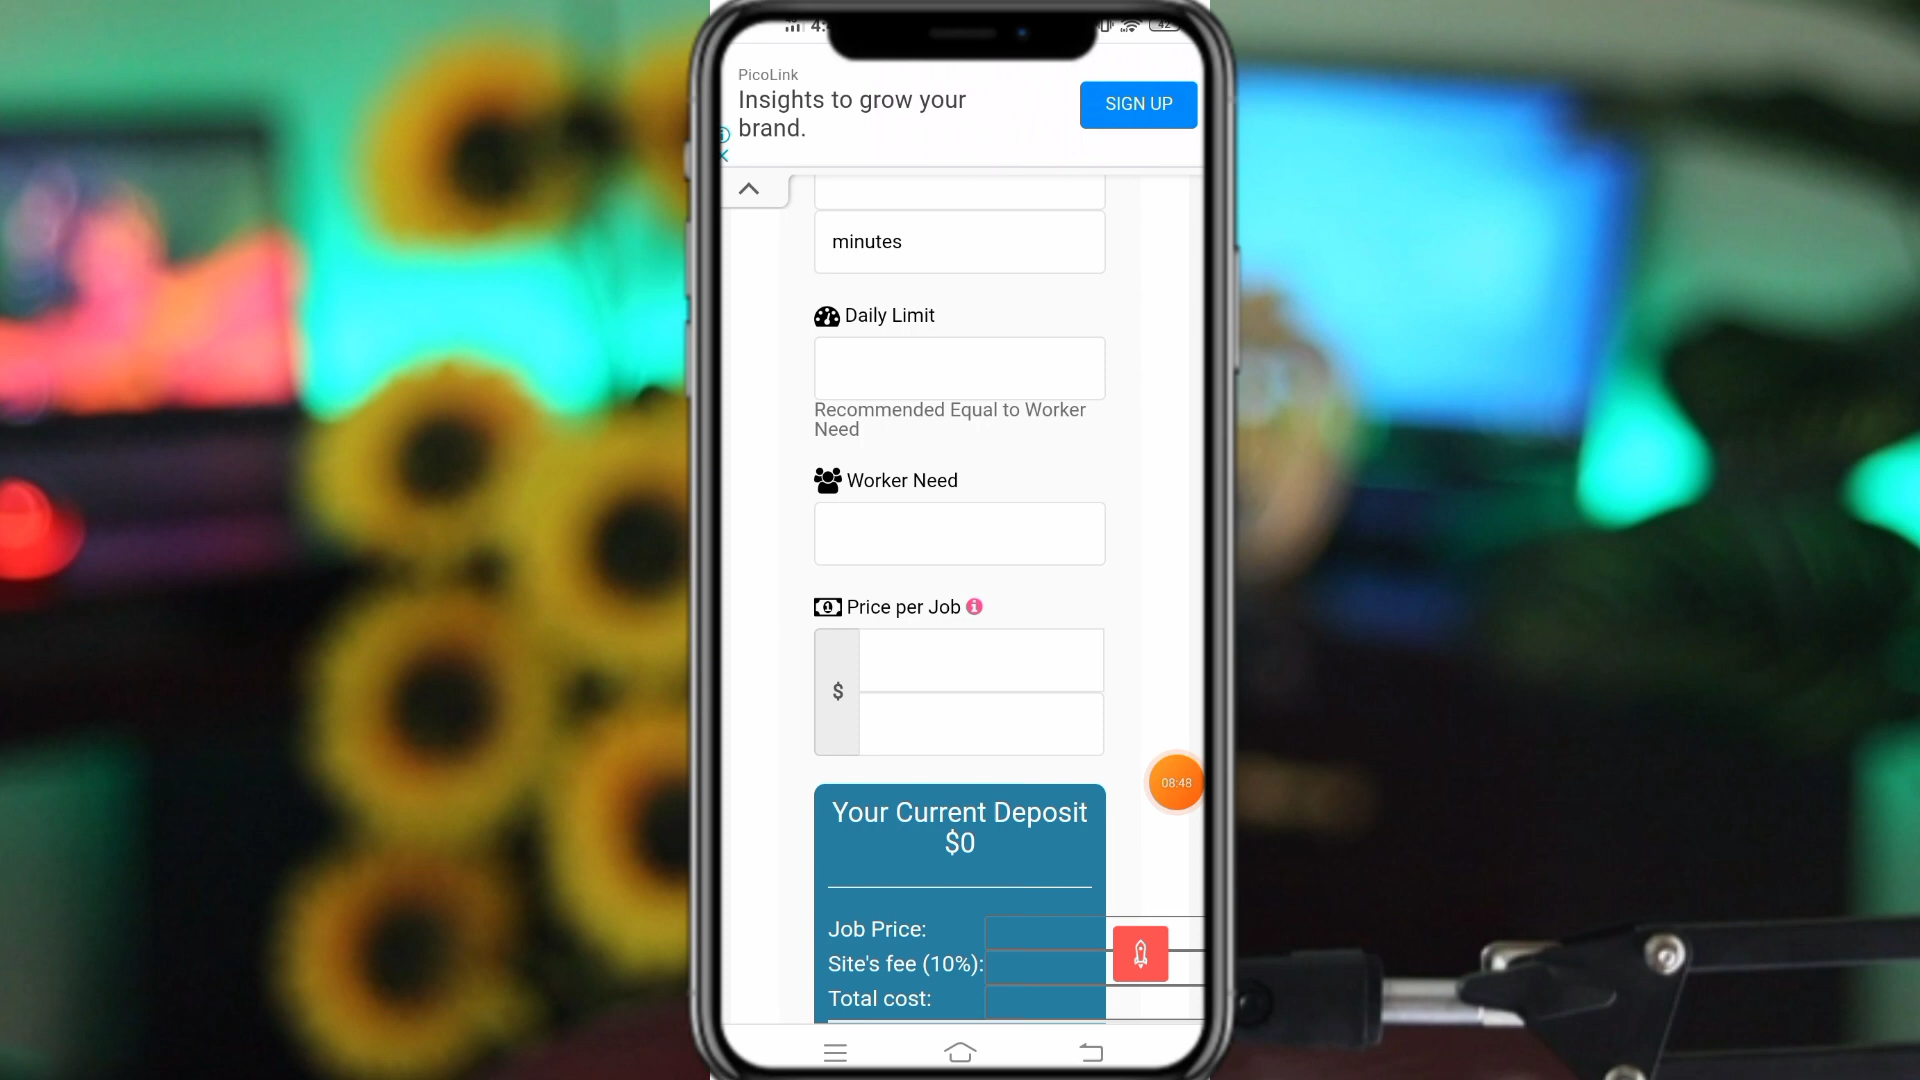 PicoLink
Insights to grow your
brand.
SIGN UP
minutes
Daily Limit
Recommended Equal to Worker
Need
Worker Need
Price per Job
$
Your Current Deposit
$0
08:48
Job Price:
Site's fee (10%):
Total cost: